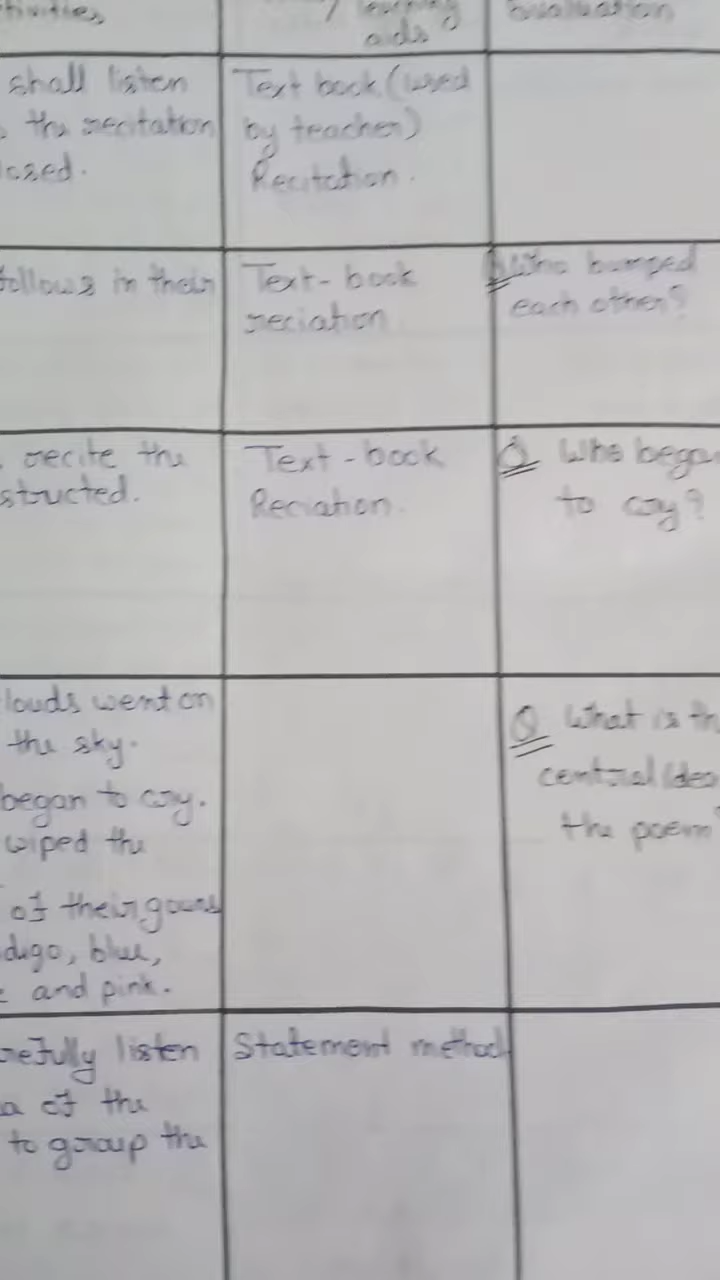 learning
aids
Evaluation
shall listen
the recitation
Text book (used
by teacher)
Recitation.
follows in their
Text-book
reciation
Who bumped
each other?
recite the
structed.
Text-book
Reciation.
Q Who began
to cry?
louds went on
the sky.
began to cry.
wiped the
of their gowns
digo, blue,
and pink.
Q What is th
central idea
the poem?
refully listen
a of the
to group the
Statement method